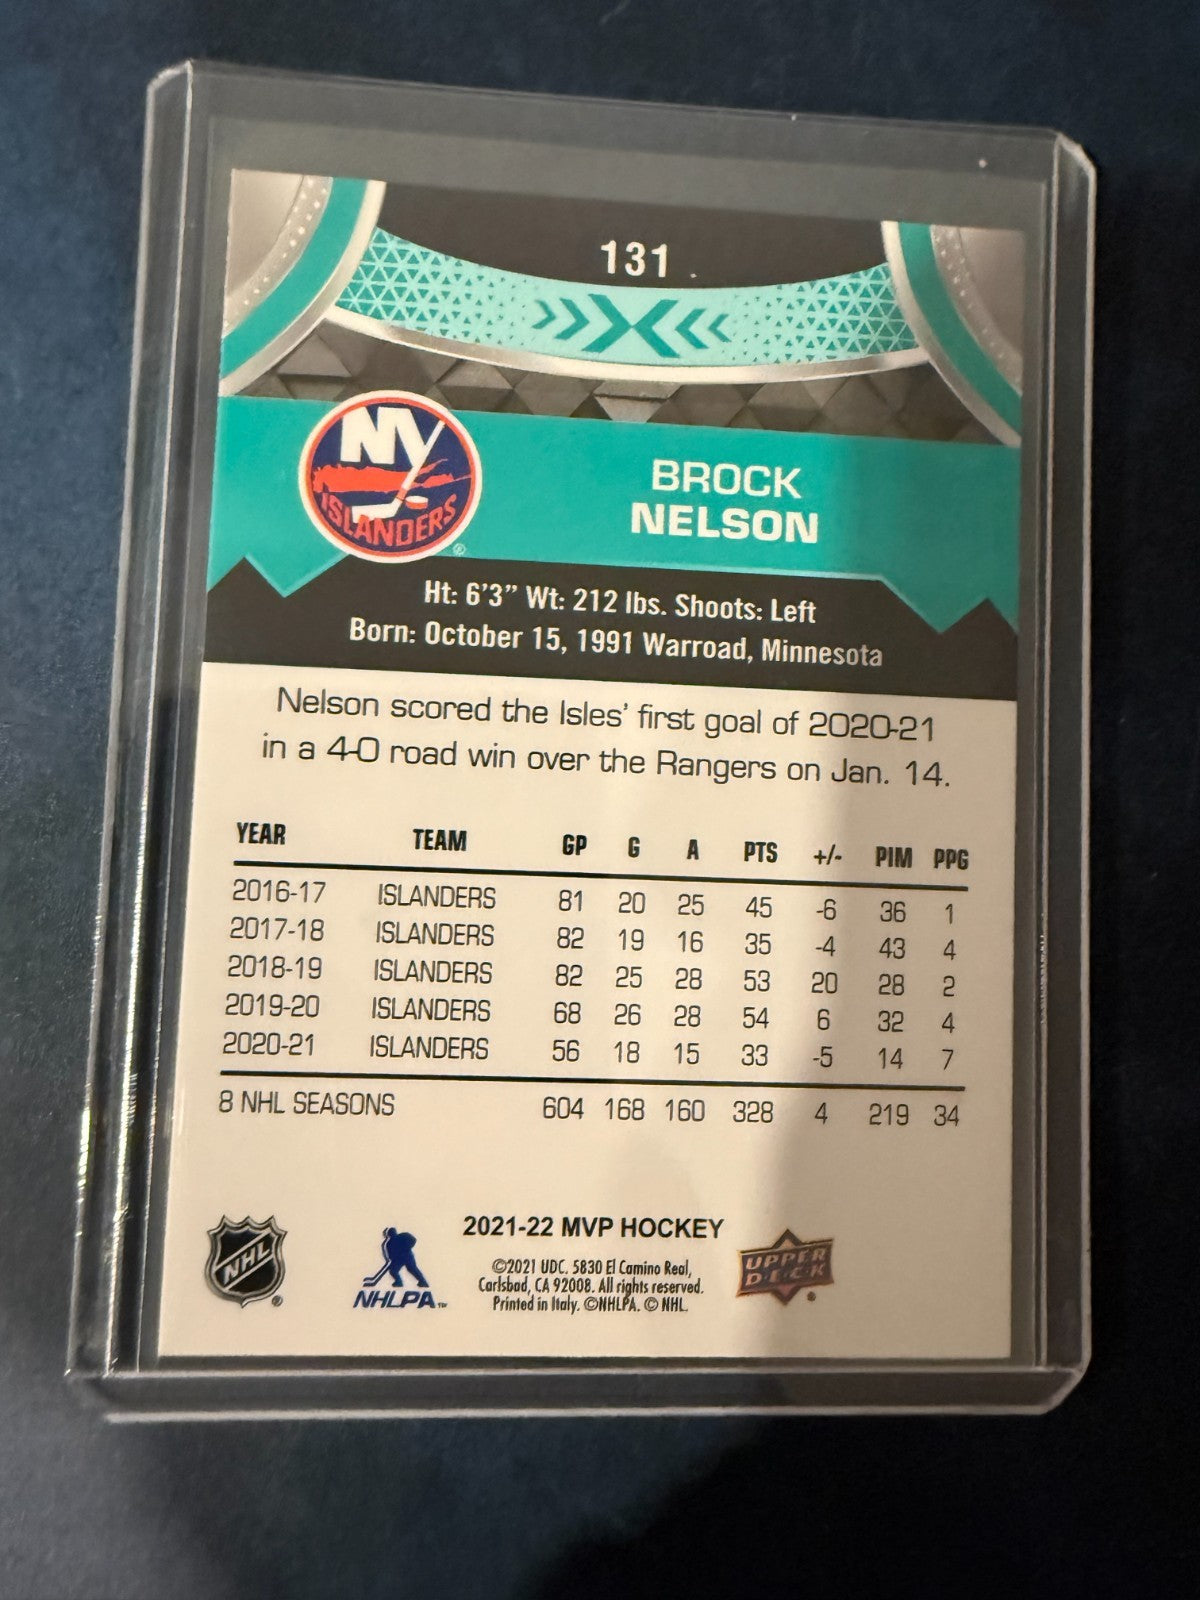 131
NY
ISLANDERS
®
BROCK
NELSON
Ht: 6'3" Wt: 212 lbs. Shoots: Left
Born: October 15, 1991 Warroad, Minnesota
Nelson scored the Isles' first goal of 2020-21
in a 4-0 road win over the Rangers on Jan. 14.
YEAR TEAM GP G A PTS +/- PIM PPG
2016-17 ISLANDERS 81 20 25 45 -6 36 1
2017-18 ISLANDERS 82 19 16 35 -4 43 4
2018-19 ISLANDERS 82 25 28 53 20 28 2
2019-20 ISLANDERS 68 26 28 54 6 32 4
2020-21 ISLANDERS 56 18 15 33 -5 14 7
8 NHL SEASONS 604 168 160 328 4 219 34
NHL ®
NHLPA™
2021-22 MVP HOCKEY
©2021 UDC. 5830 El Camino Real,
Carlsbad, CA 92008. All rights reserved.
Printed in Italy. ©NHLPA. © NHL.
UPPER
DECK ®